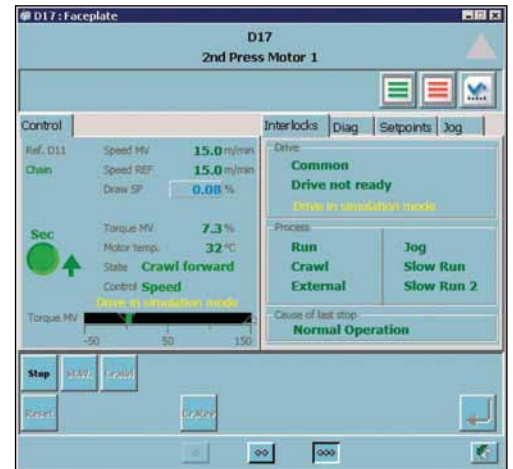 D17 : Faceplate
D17
2nd Press Motor 1
Control
Interlocks Diag Setpoints Jog
Ref. D11 Speed MV 15.0 m/min
Chain Speed REF 15.0 m/min
Draw SP 0.08 %
Sec
Torque MV 7.3 %
Motor temp. 32 °C
State Crawl forward
Control Speed
Drive in simulation mode
Torque MV
-50 50 150
Drive
Common
Drive not ready
Drive in simulation mode
Process
Run Jog
Crawl Slow Run
External Slow Run 2
Cause of last stop
Normal Operation
Stop Crawl
Reset